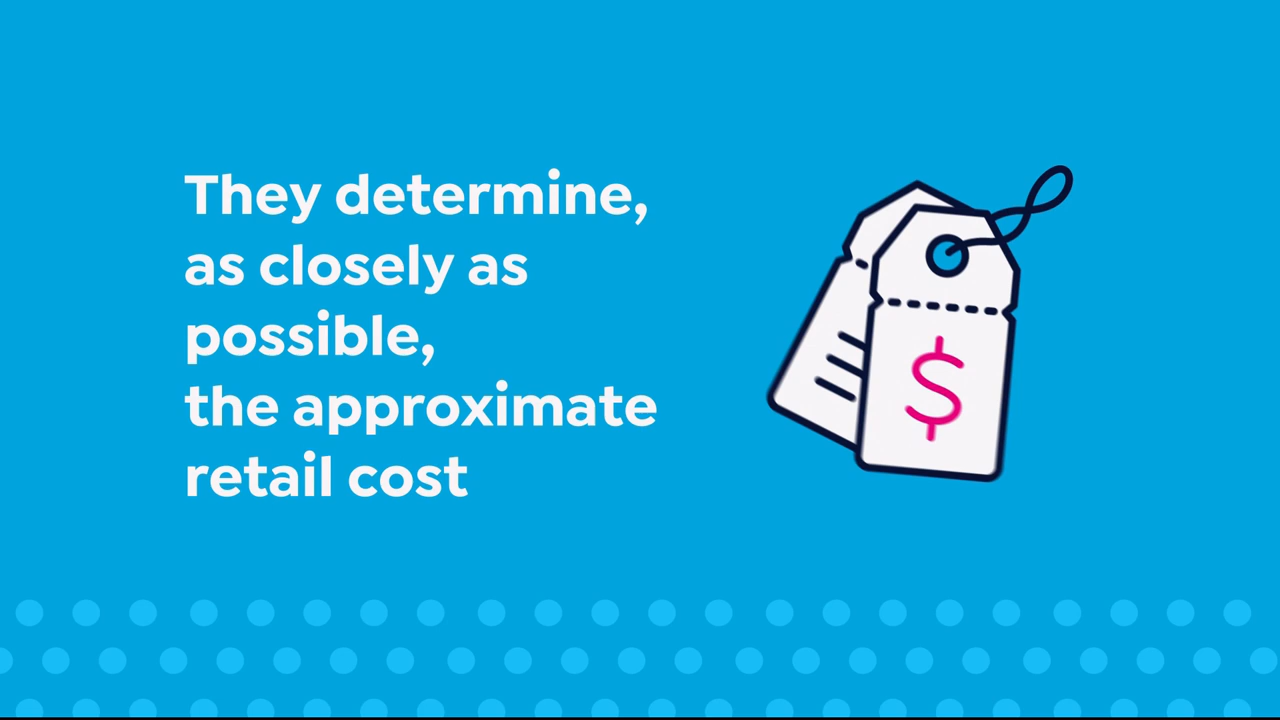 They determine,
as closely as
possible,
the approximate
retail cost
$